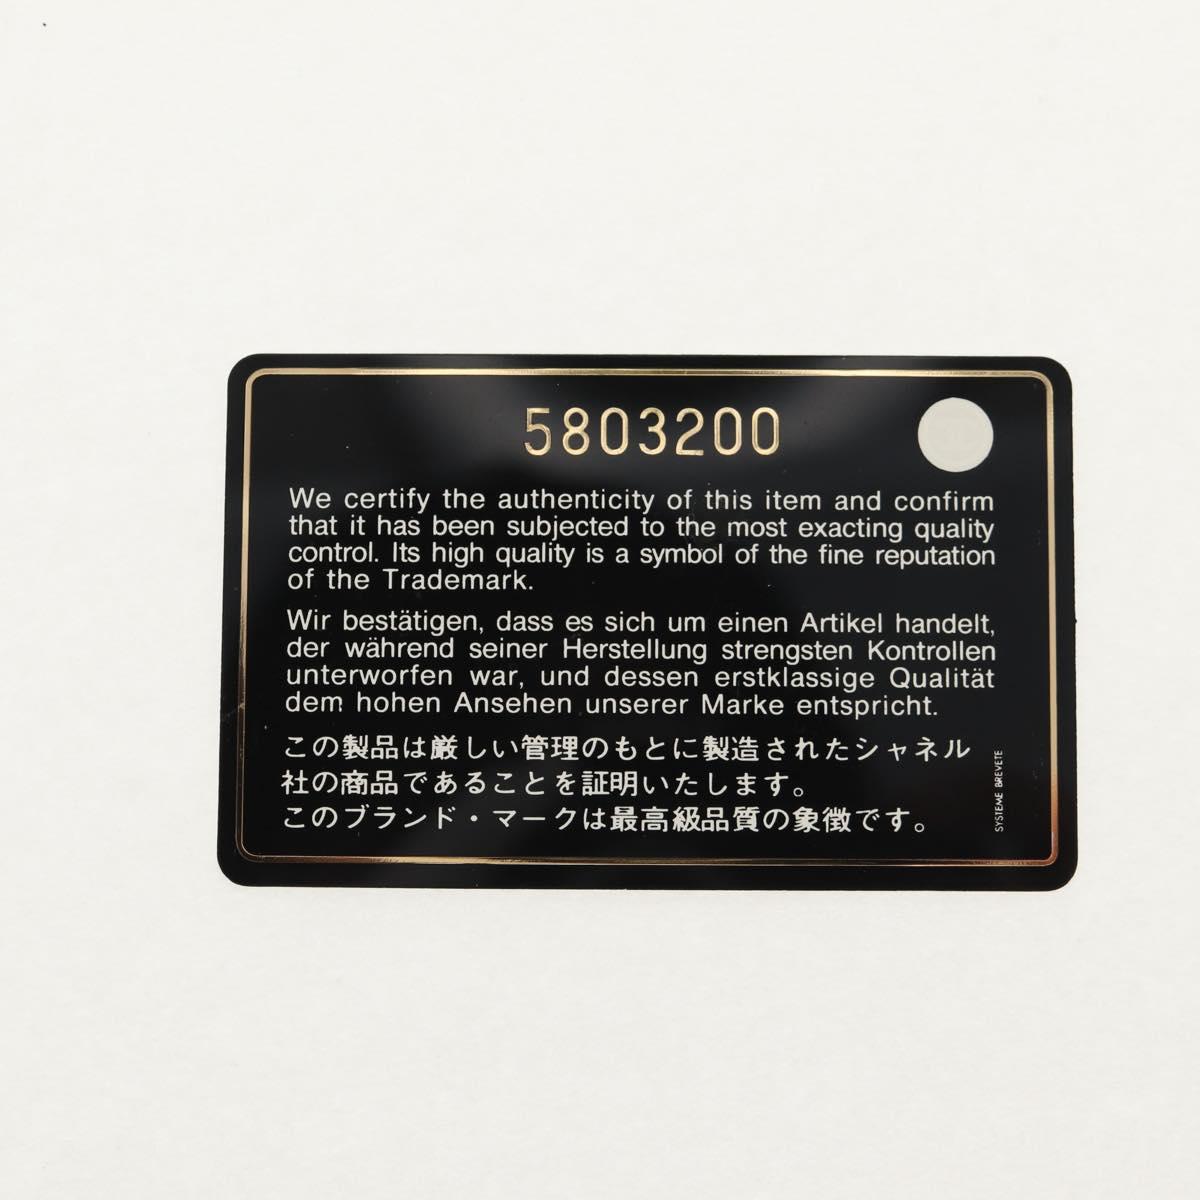 5803200
We certify the authenticity of this item and confirm
that it has been subjected to the most exacting quality
control. Its high quality is a symbol of the fine reputation
of the Trademark.
Wir bestätigen, dass es sich um einen Artikel handelt,
der während seiner Herstellung strengsten Kontrollen
unterworfen war, und dessen erstklassige Qualität
dem hohen Ansehen unserer Marke entspricht.
この製品は厳しい管理のもとに製造されたシャネル
社の商品であることを証明いたします。
このブランド・マークは最高級品質の象徴です。
SYSTEME BREVETE